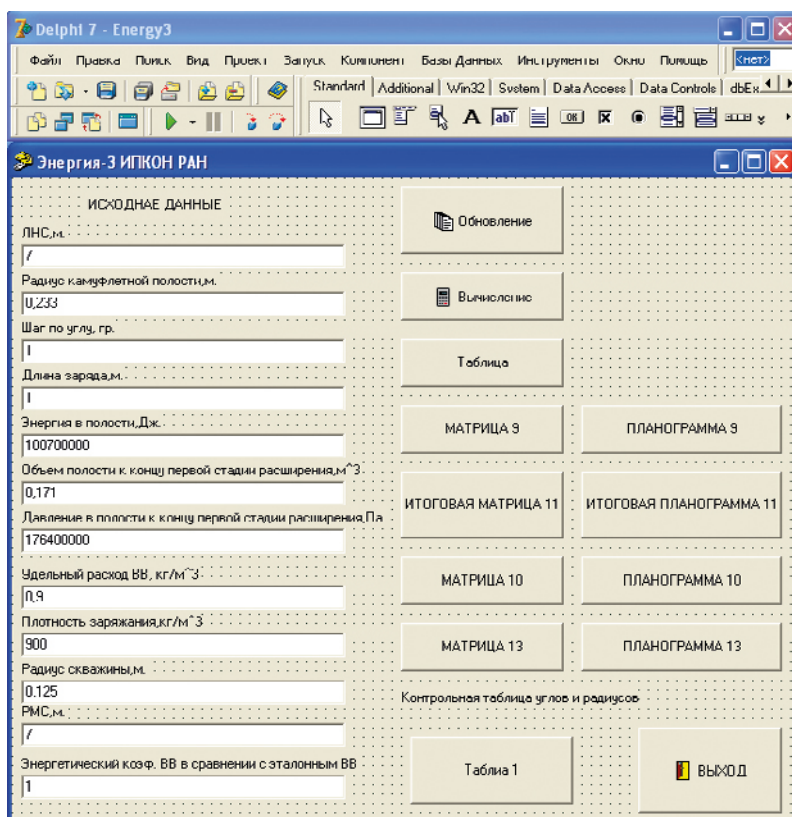 Delphi 7 - Energy3
Файл Правка Поиск Вид Проект Запуск Компонент Базы Данных Инструменты Окно Помощь <нет>
Standard Additional Win32 System Data Access Data Controls dbEx
Энергия-3 ИПКОН РАН
ИСХОДНАЕ ДАННЫЕ
ЛНС,м.
7
Радиус камуфлетной полости,м.
0,233
Шаг по углу, гр.
1
Длина заряда,м.
1
Энергия в полости,Дж.
100700000
Объем полости к концу первой стадии расширения,м^3
0,171
Давление в полости к концу первой стадии расширения,Па
176400000
Удельный расход ВВ, кг/м^3
0,9
Плотность заряжания,кг/м^3
900
Радиус скважины,м.
0.125
РМС,м.
7
Энергетический коэф. ВВ в сравнении с эталонным ВВ
1
Обновление
Вычисление
Таблица
МАТРИЦА 9 ПЛАНОГРАММА 9
ИТОГОВАЯ МАТРИЦА 11 ИТОГОВАЯ ПЛАНОГРАММА 11
МАТРИЦА 10 ПЛАНОГРАММА 10
МАТРИЦА 13 ПЛАНОГРАММА 13
Контрольная таблица углов и радиусов
Таблиа 1 ВЫХОД